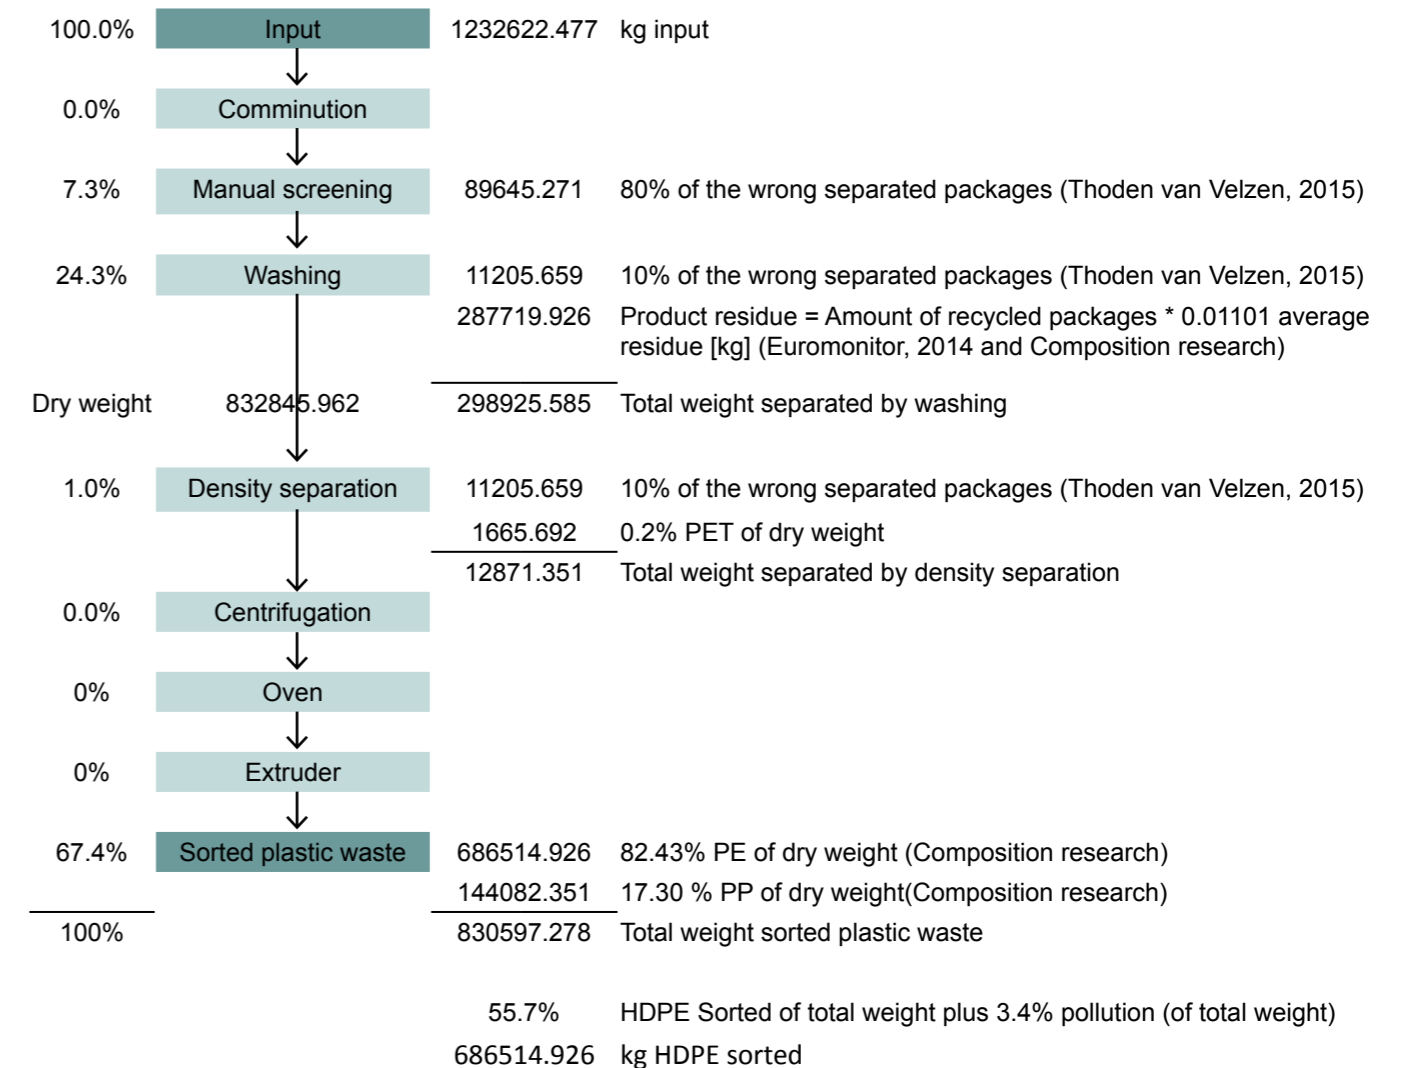 100.0% Input 1232622.477 kg input
0.0% Comminution
7.3% Manual screening 89645.271 80% of the wrong separated packages (Thoden van Velzen, 2015)
24.3% Washing 11205.659 10% of the wrong separated packages (Thoden van Velzen, 2015)
287719.926 Product residue = Amount of recycled packages * 0.01101 average
residue [kg] (Euromonitor, 2014 and Composition research)
Dry weight 832845.962 298925.585 Total weight separated by washing
1.0% Density separation 11205.659 10% of the wrong separated packages (Thoden van Velzen, 2015)
1665.692 0.2% PET of dry weight
12871.351 Total weight separated by density separation
0.0% Centrifugation
0% Oven
0% Extruder
67.4% Sorted plastic waste 686514.926 82.43% PE of dry weight (Composition research)
144082.351 17.30 % PP of dry weight(Composition research)
100% 830597.278 Total weight sorted plastic waste
55.7% HDPE Sorted of total weight plus 3.4% pollution (of total weight)
686514.926 kg HDPE sorted